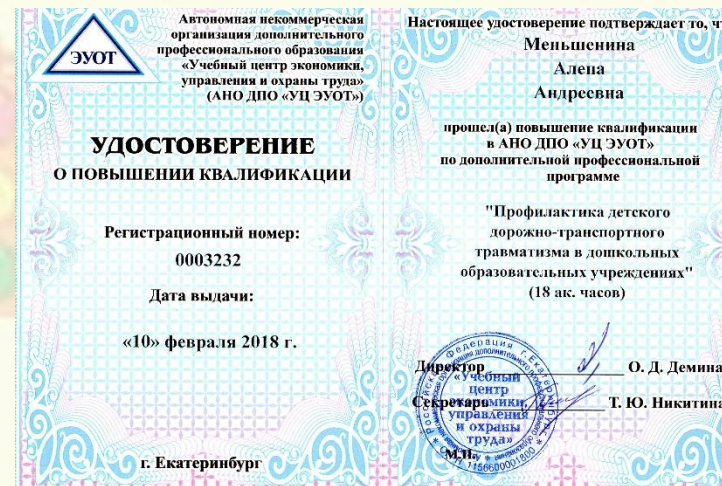 ЭУОТ
Автономная некоммерческая
организация дополнительного
профессионального образования
«Учебный центр экономики,
управления и охраны труда»
(АНО ДПО «УЦ ЭУОТ»)
УДОСТОВЕРЕНИЕ
О ПОВЫШЕНИИ КВАЛИФИКАЦИИ
Регистрационный номер:
0003232
Дата выдачи:
«10» февраля 2018 г.
г. Екатеринбург
Настоящее удостоверение подтверждает то, чт
Меньшенина
Алена
Андреевна
прошел(а) повышение квалификации
в АНО ДПО «УЦ ЭУОТ»
по дополнительной профессиональной
программе
"Профилактика детского
дорожно-транспортного
травматизма в дошкольных
образовательных учреждениях"
(18 ак. часов)
Директор О. Д. Демина
Секретарь Т. Ю. Никитина
М.П.
«Учебный
центр
экономики,
управления
и охраны
труда»